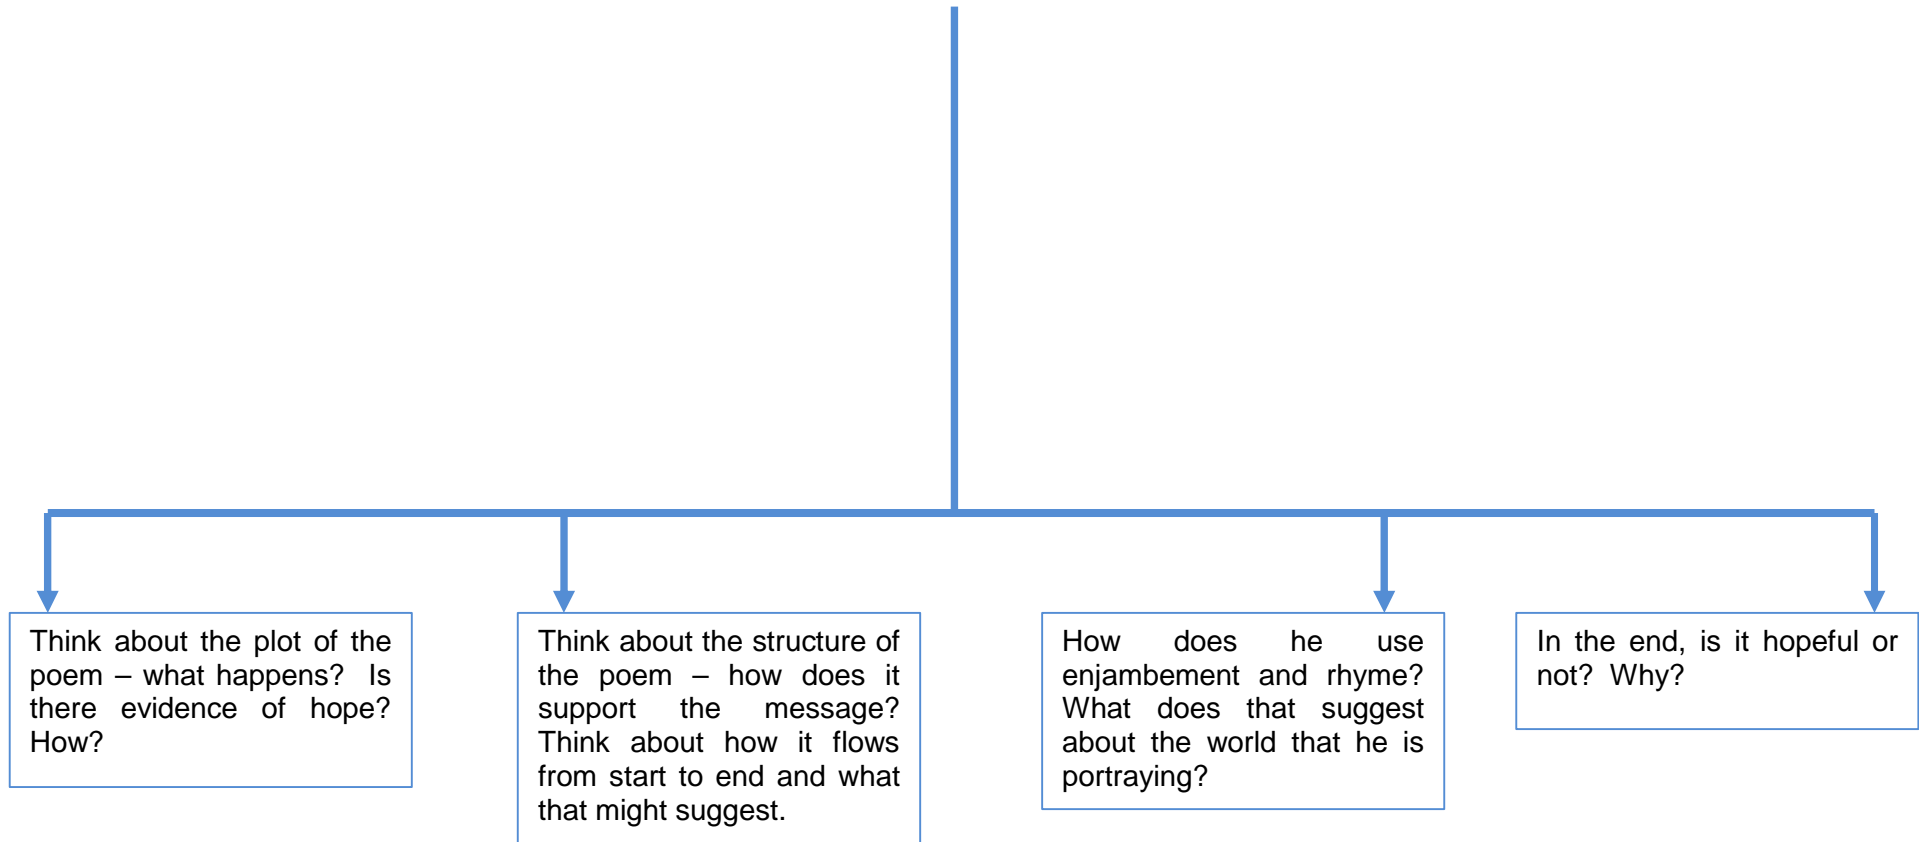 Think about the plot of the
poem – what happens? Is
there evidence of hope?
How?
Think about the structure of
the poem – how does it
support the message?
Think about how it flows
from start to end and what
that might suggest.
How does he use
enjambement and rhyme?
What does that suggest
about the world that he is
portraying?
In the end, is it hopeful or
not? Why?